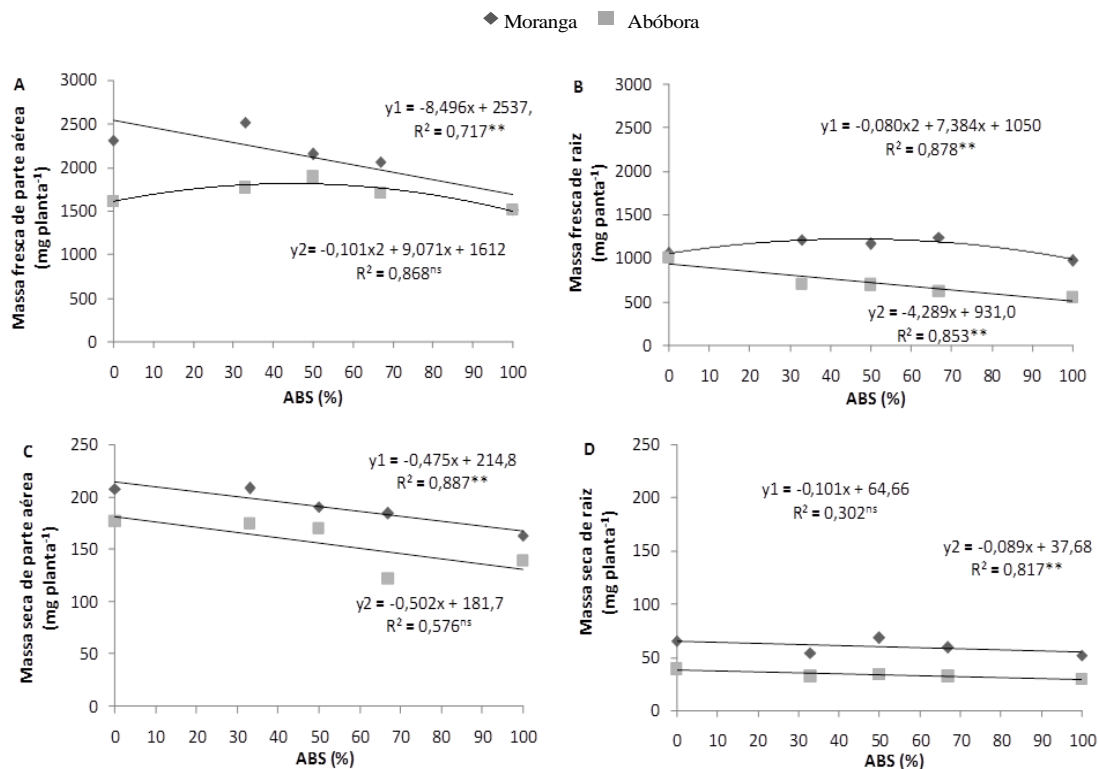 Moranga Abóbora
A
Massa fresca de parte aérea
(mg planta⁻¹)
3000
2500
2000
1500
1000
500
0
y1 = -8,496x + 2537,
R² = 0,717**
y2= -0,101x2 + 9,071x + 1612
R² = 0,868ⁿˢ
0 10 20 30 40 50 60 70 80 90 100
ABS (%)
B
Massa fresca de raiz
(mg panta⁻¹)
3000
2500
2000
1500
1000
500
0
y1 = -0,080x2 + 7,384x + 1050
R² = 0,878**
y2 = -4,289x + 931,0
R² = 0,853**
0 10 20 30 40 50 60 70 80 90 100
ABS (%)
C
Massa seca de parte aérea
(mg planta⁻¹)
250
200
150
100
50
0
y1 = -0,475x + 214,8
R² = 0,887**
y2 = -0,502x + 181,7
R² = 0,576ⁿˢ
0 10 20 30 40 50 60 70 80 90 100
ABS (%)
D
Massa seca de raiz
(mg planta⁻¹)
250
200
150
100
50
0
y1 = -0,101x + 64,66
R² = 0,302ⁿˢ
y2 = -0,089x + 37,68
R² = 0,817**
0 10 20 30 40 50 60 70 80 90 100
ABS (%)